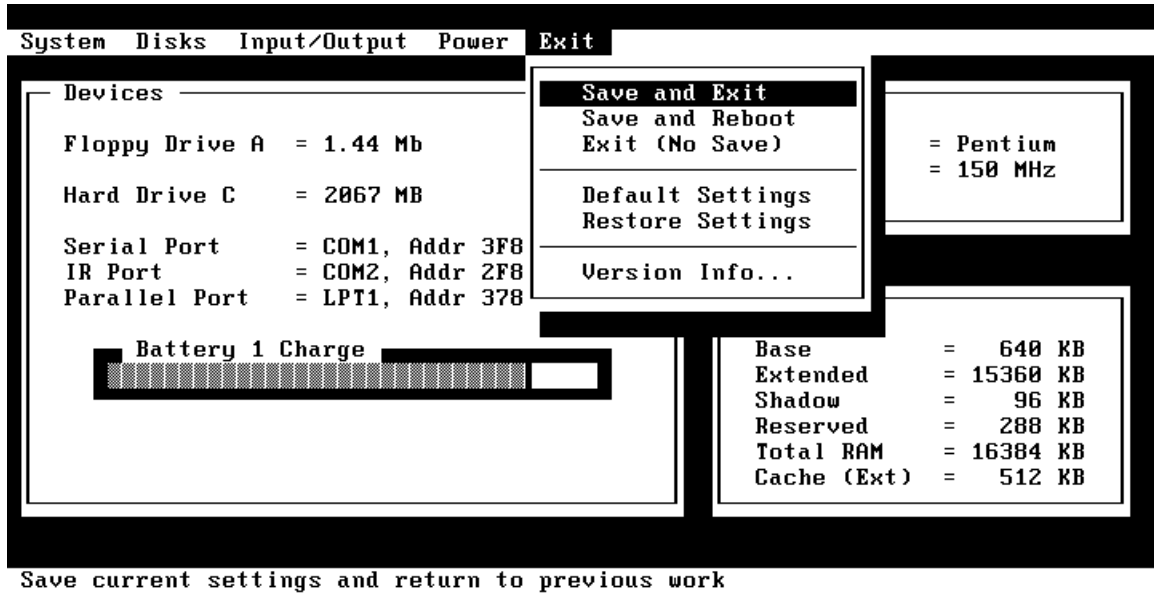 System Disks Input/Output Power Exit
Devices
Floppy Drive A = 1.44 Mb
Hard Drive C = 2067 MB
Serial Port = COM1, Addr 3F8
IR Port = COM2, Addr 2F8
Parallel Port = LPT1, Addr 378
Battery 1 Charge
Save and Exit
Save and Reboot
Exit (No Save)
Default Settings
Restore Settings
Version Info...
= Pentium
= 150 MHz
Base = 640 KB
Extended = 15360 KB
Shadow = 96 KB
Reserved = 288 KB
Total RAM = 16384 KB
Cache (Ext) = 512 KB
Save current settings and return to previous work